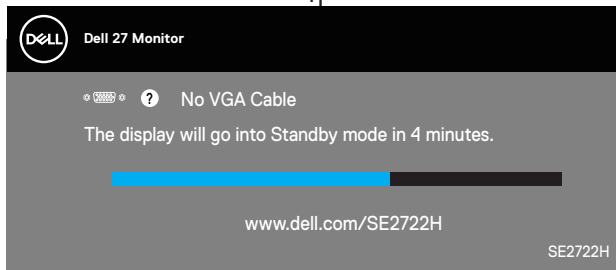 DELL
Dell 27 Monitor
? No VGA Cable
The display will go into Standby mode in 4 minutes.
www.dell.com/SE2722H
SE2722H